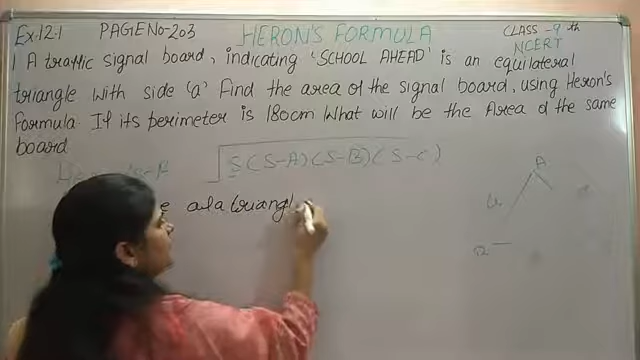 Ex:12.1 PAGE No-203 HERON'S FORMULA CLASS-9th
NCERT
1 A traffic signal board, indicating 'SCHOOL AHEAD' is an equilateral
triangle with side 'a' Find the area of the signal board, using Heron's
Formula. If its perimeter is 180cm What will be the Area of the same
board
√S(S-A)(S-B)(S-C)
A
a
of a triangl